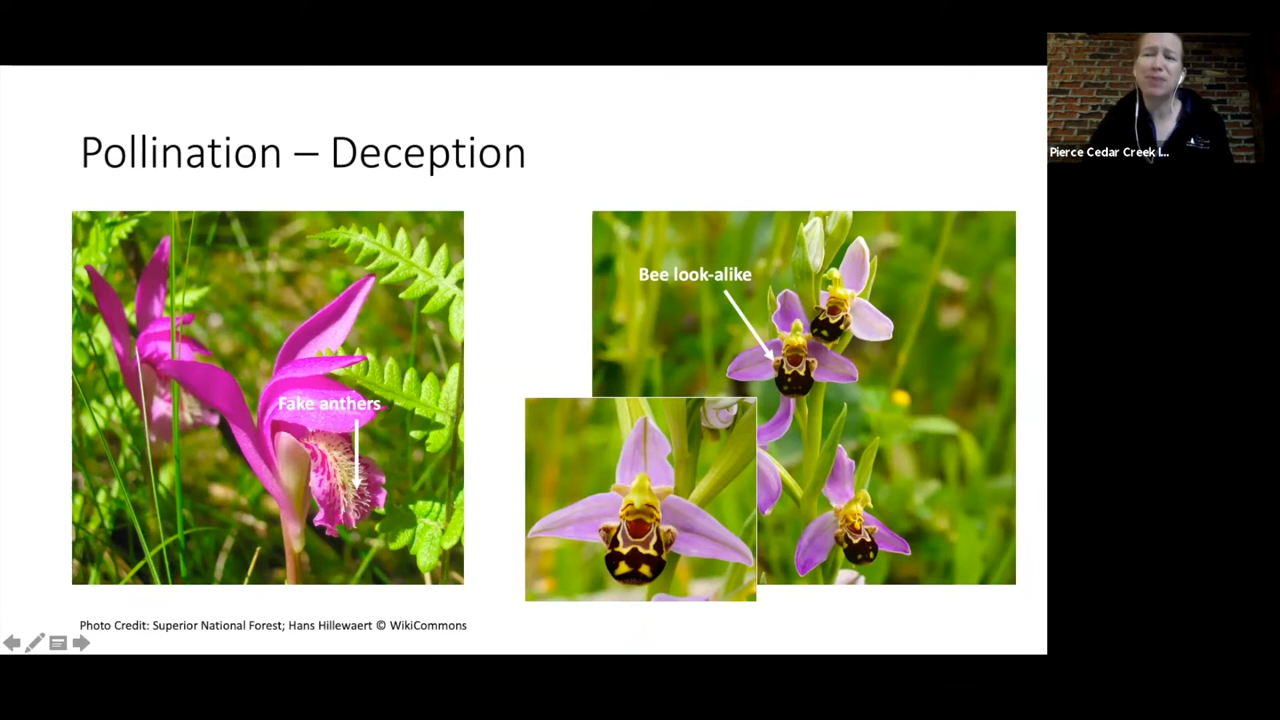 Pollination – Deception
Fake anthers
Bee look-alike
Photo Credit: Superior National Forest; Hans Hillewaert © WikiCommons
Pierce Cedar Creek I...